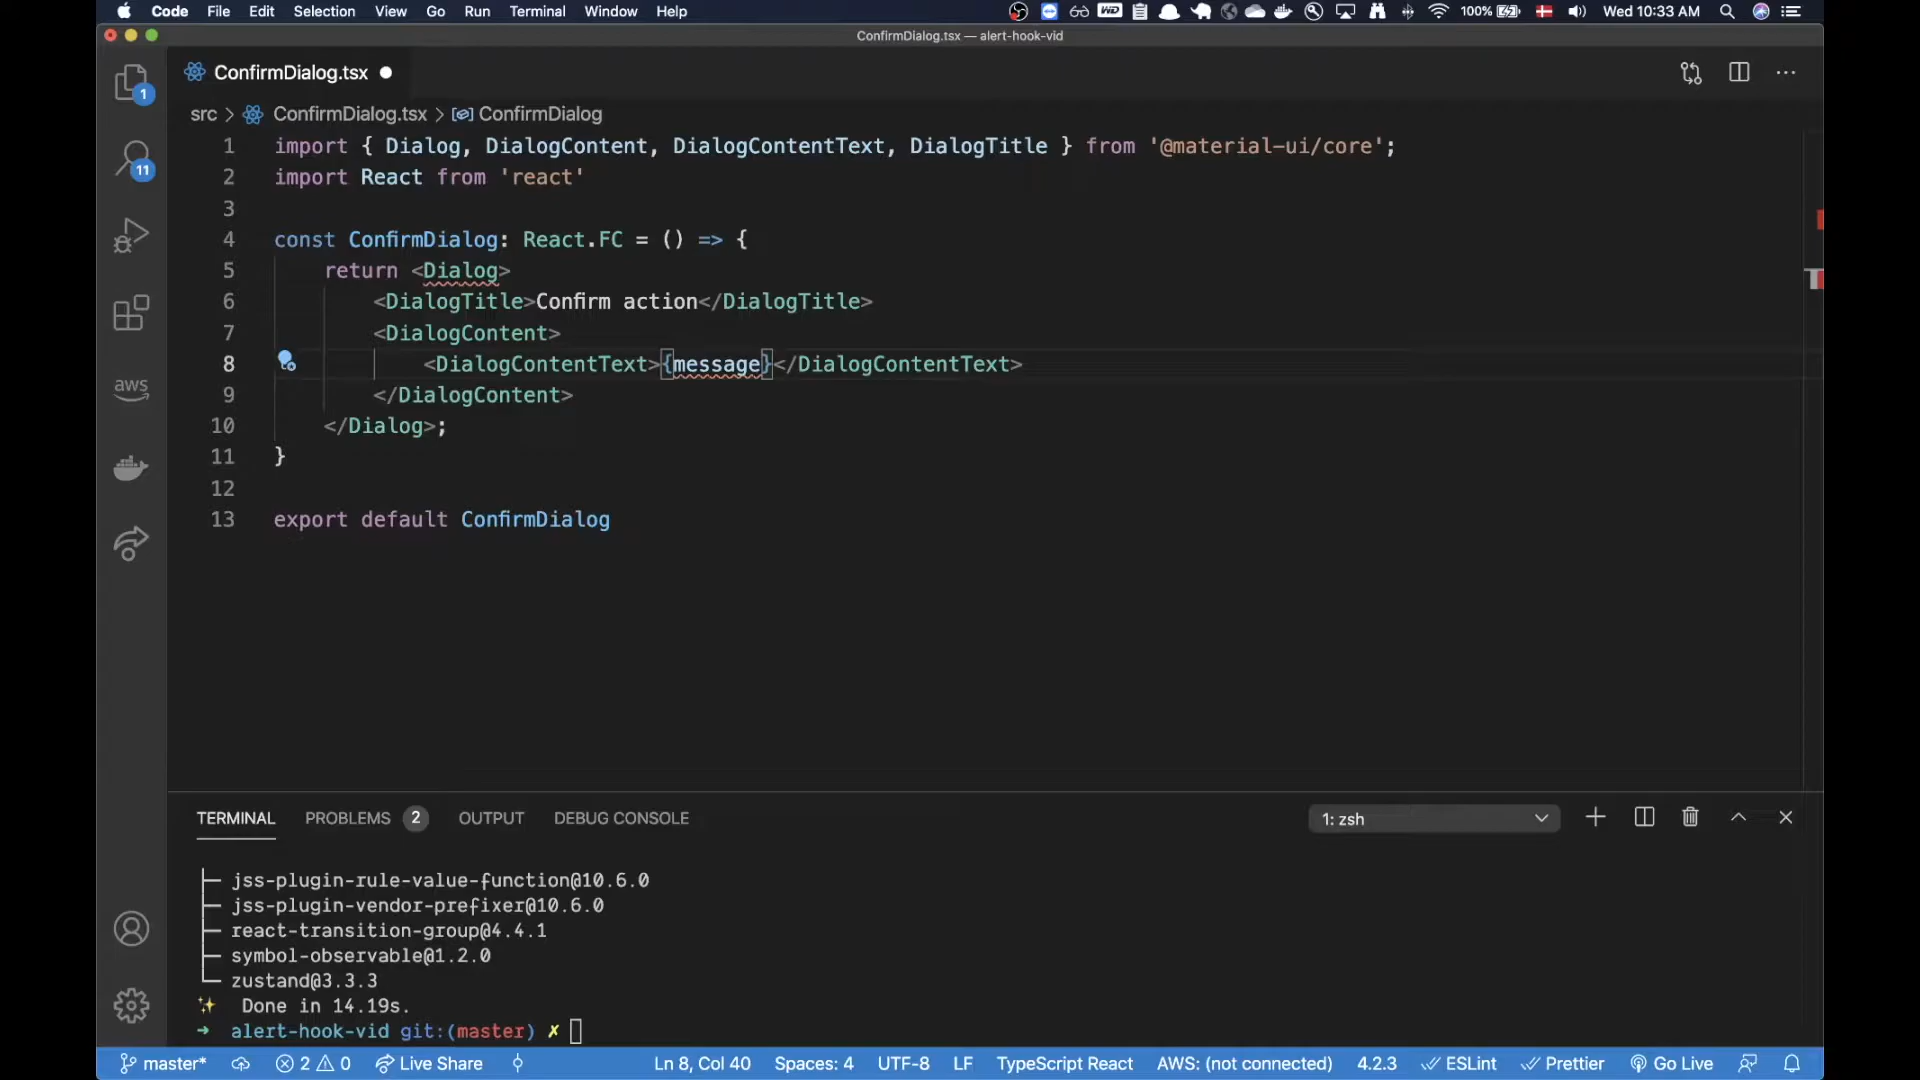 Code File Edit Selection View Go Run Terminal Window Help 100% Wed 10:33 AM
ConfirmDialog.tsx — alert-hook-vid
ConfirmDialog.tsx
src > ConfirmDialog.tsx > ConfirmDialog
1 import { Dialog, DialogContent, DialogContentText, DialogTitle } from '@material-ui/core';
2 import React from 'react'
3
4 const ConfirmDialog: React.FC = () => {
5 return <Dialog>
6 <DialogTitle>Confirm action</DialogTitle>
7 <DialogContent>
8 <DialogContentText>{message}</DialogContentText>
9 </DialogContent>
10 </Dialog>;
11 }
12
13 export default ConfirmDialog
1
11
aws
TERMINAL PROBLEMS 2 OUTPUT DEBUG CONSOLE 1: zsh
├─ jss-plugin-rule-value-function@10.6.0
├─ jss-plugin-vendor-prefixer@10.6.0
├─ react-transition-group@4.4.1
├─ symbol-observable@1.2.0
└─ zustand@3.3.3
✨ Done in 14.19s.
➜ alert-hook-vid git:(master) ✗
master* 2 0 Live Share Ln 8, Col 40 Spaces: 4 UTF-8 LF TypeScript React AWS: (not connected) 4.2.3 ESLint Prettier Go Live